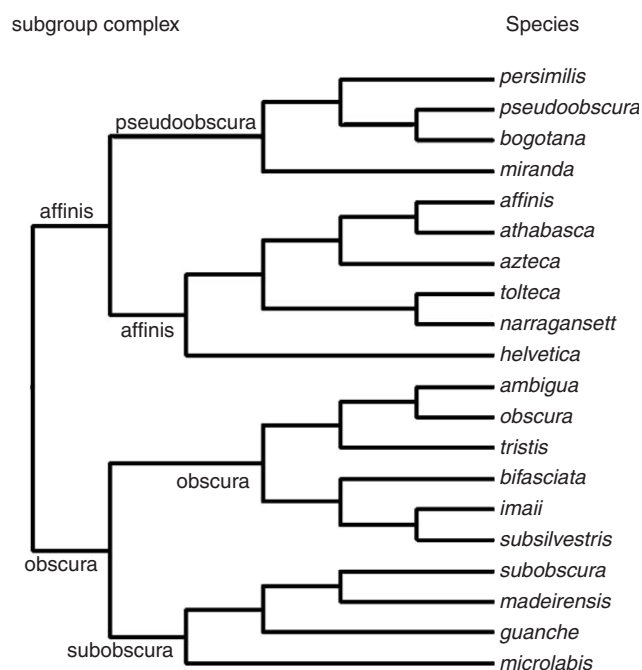 subgroup complex Species
persimilis
pseudoobscura
pseudoobscura
bogotana
miranda
affinis
affinis
athabasca
azteca
tolteca
affinis
narragansett
helvetica
ambigua
obscura
tristis
obscura
bifasciata
imaii
subsilvestris
obscura
subobscura
madeirensis
guanche
subobscura
microlabis